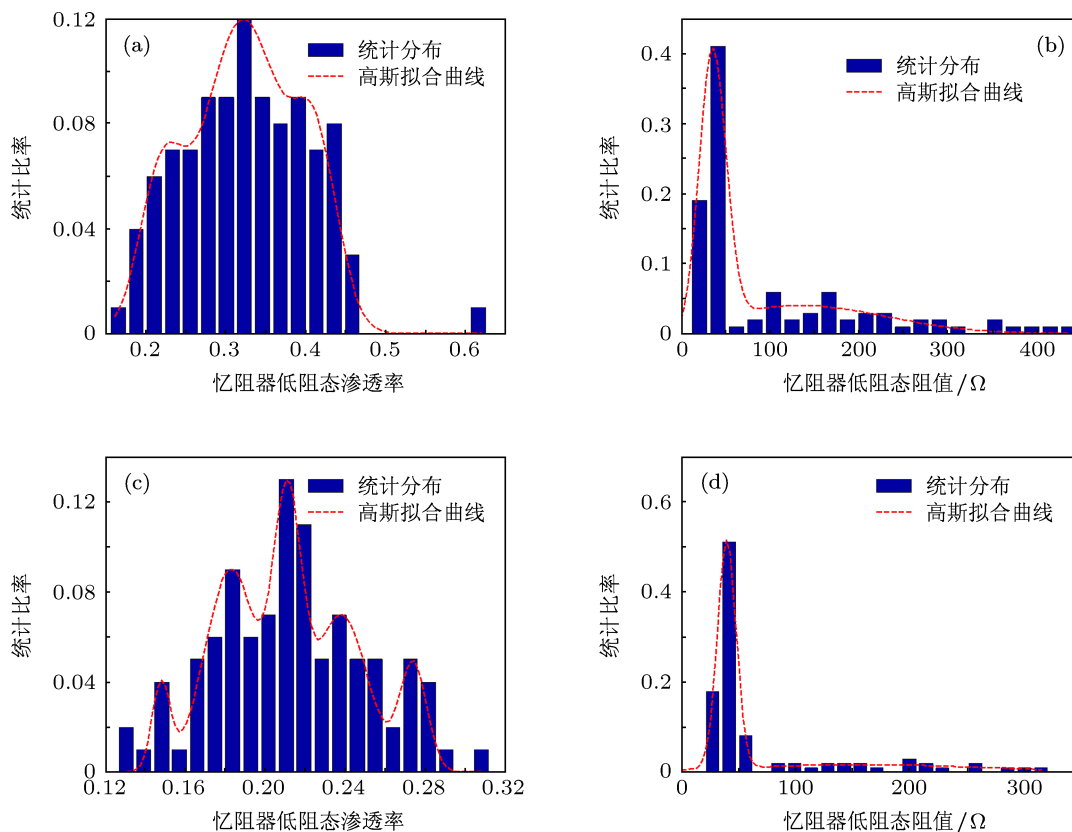 (a)
统计分布
高斯拟合曲线
0.12
0.08
0.04
0
统计比率
0.2
0.3
0.4
0.5
0.6
忆阻器低阻态渗透率
(b)
统计分布
高斯拟合曲线
0.4
0.3
0.2
0.1
0
统计比率
0
100
200
300
400
忆阻器低阻态阻值/Ω
(c)
统计分布
高斯拟合曲线
0.12
0.08
0.04
0
统计比率
0.12
0.16
0.20
0.24
0.28
0.32
忆阻器低阻态渗透率
(d)
统计分布
高斯拟合曲线
0.6
0.4
0.2
0
统计比率
0
100
200
300
忆阻器低阻态阻值/Ω